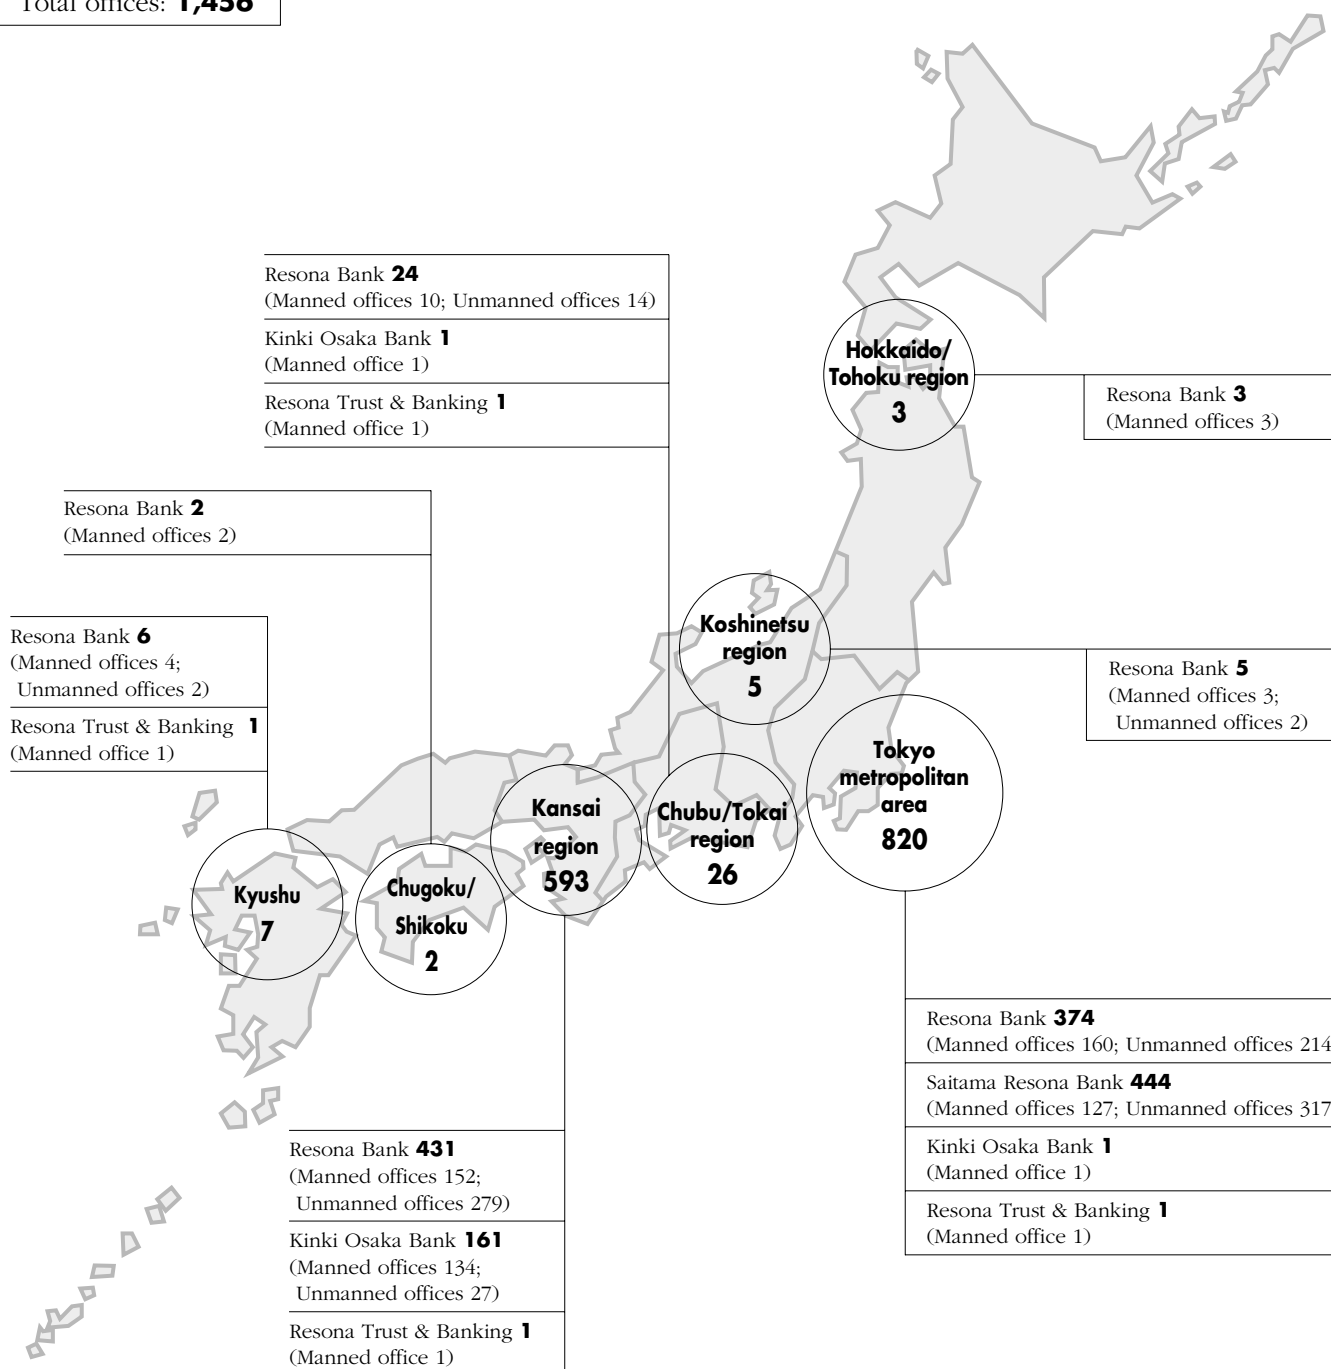 Total offices: 1,456
Resona Bank 24
(Manned offices 10; Unmanned offices 14)
Kinki Osaka Bank 1
(Manned office 1)
Resona Trust & Banking 1
(Manned office 1)
Hokkaido/
Tohoku region
3
Resona Bank 3
(Manned offices 3)
Resona Bank 2
(Manned offices 2)
Resona Bank 6
(Manned offices 4;
Unmanned offices 2)
Resona Trust & Banking 1
(Manned office 1)
Koshinetsu
region
5
Resona Bank 5
(Manned offices 3;
Unmanned offices 2)
Tokyo
metropolitan
area
820
Kansai
region
593
Chubu/Tokai
region
26
Kyushu
7
Chugoku/
Shikoku
2
Resona Bank 374
(Manned offices 160; Unmanned offices 214
Saitama Resona Bank 444
(Manned offices 127; Unmanned offices 317
Kinki Osaka Bank 1
(Manned office 1)
Resona Trust & Banking 1
(Manned office 1)
Resona Bank 431
(Manned offices 152;
Unmanned offices 279)
Kinki Osaka Bank 161
(Manned offices 134;
Unmanned offices 27)
Resona Trust & Banking 1
(Manned office 1)